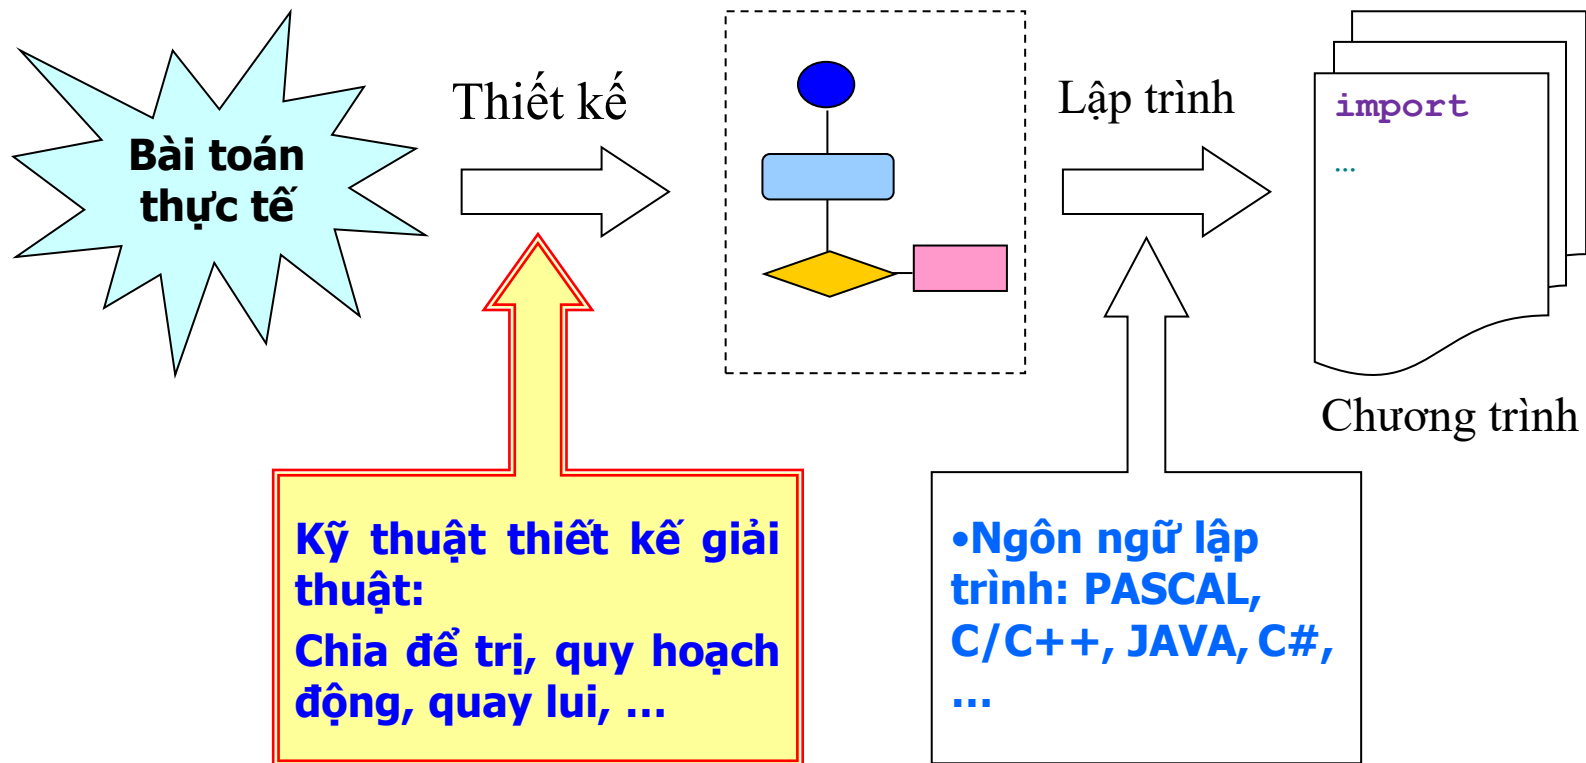 Bài toán
thực tế
Thiết kế
Lập trình
import
...
Chương trình
Kỹ thuật thiết kế giải
thuật:
Chia để trị, quy hoạch
động, quay lui, …
•Ngôn ngữ lập
trình: PASCAL,
C/C++, JAVA, C#,
…